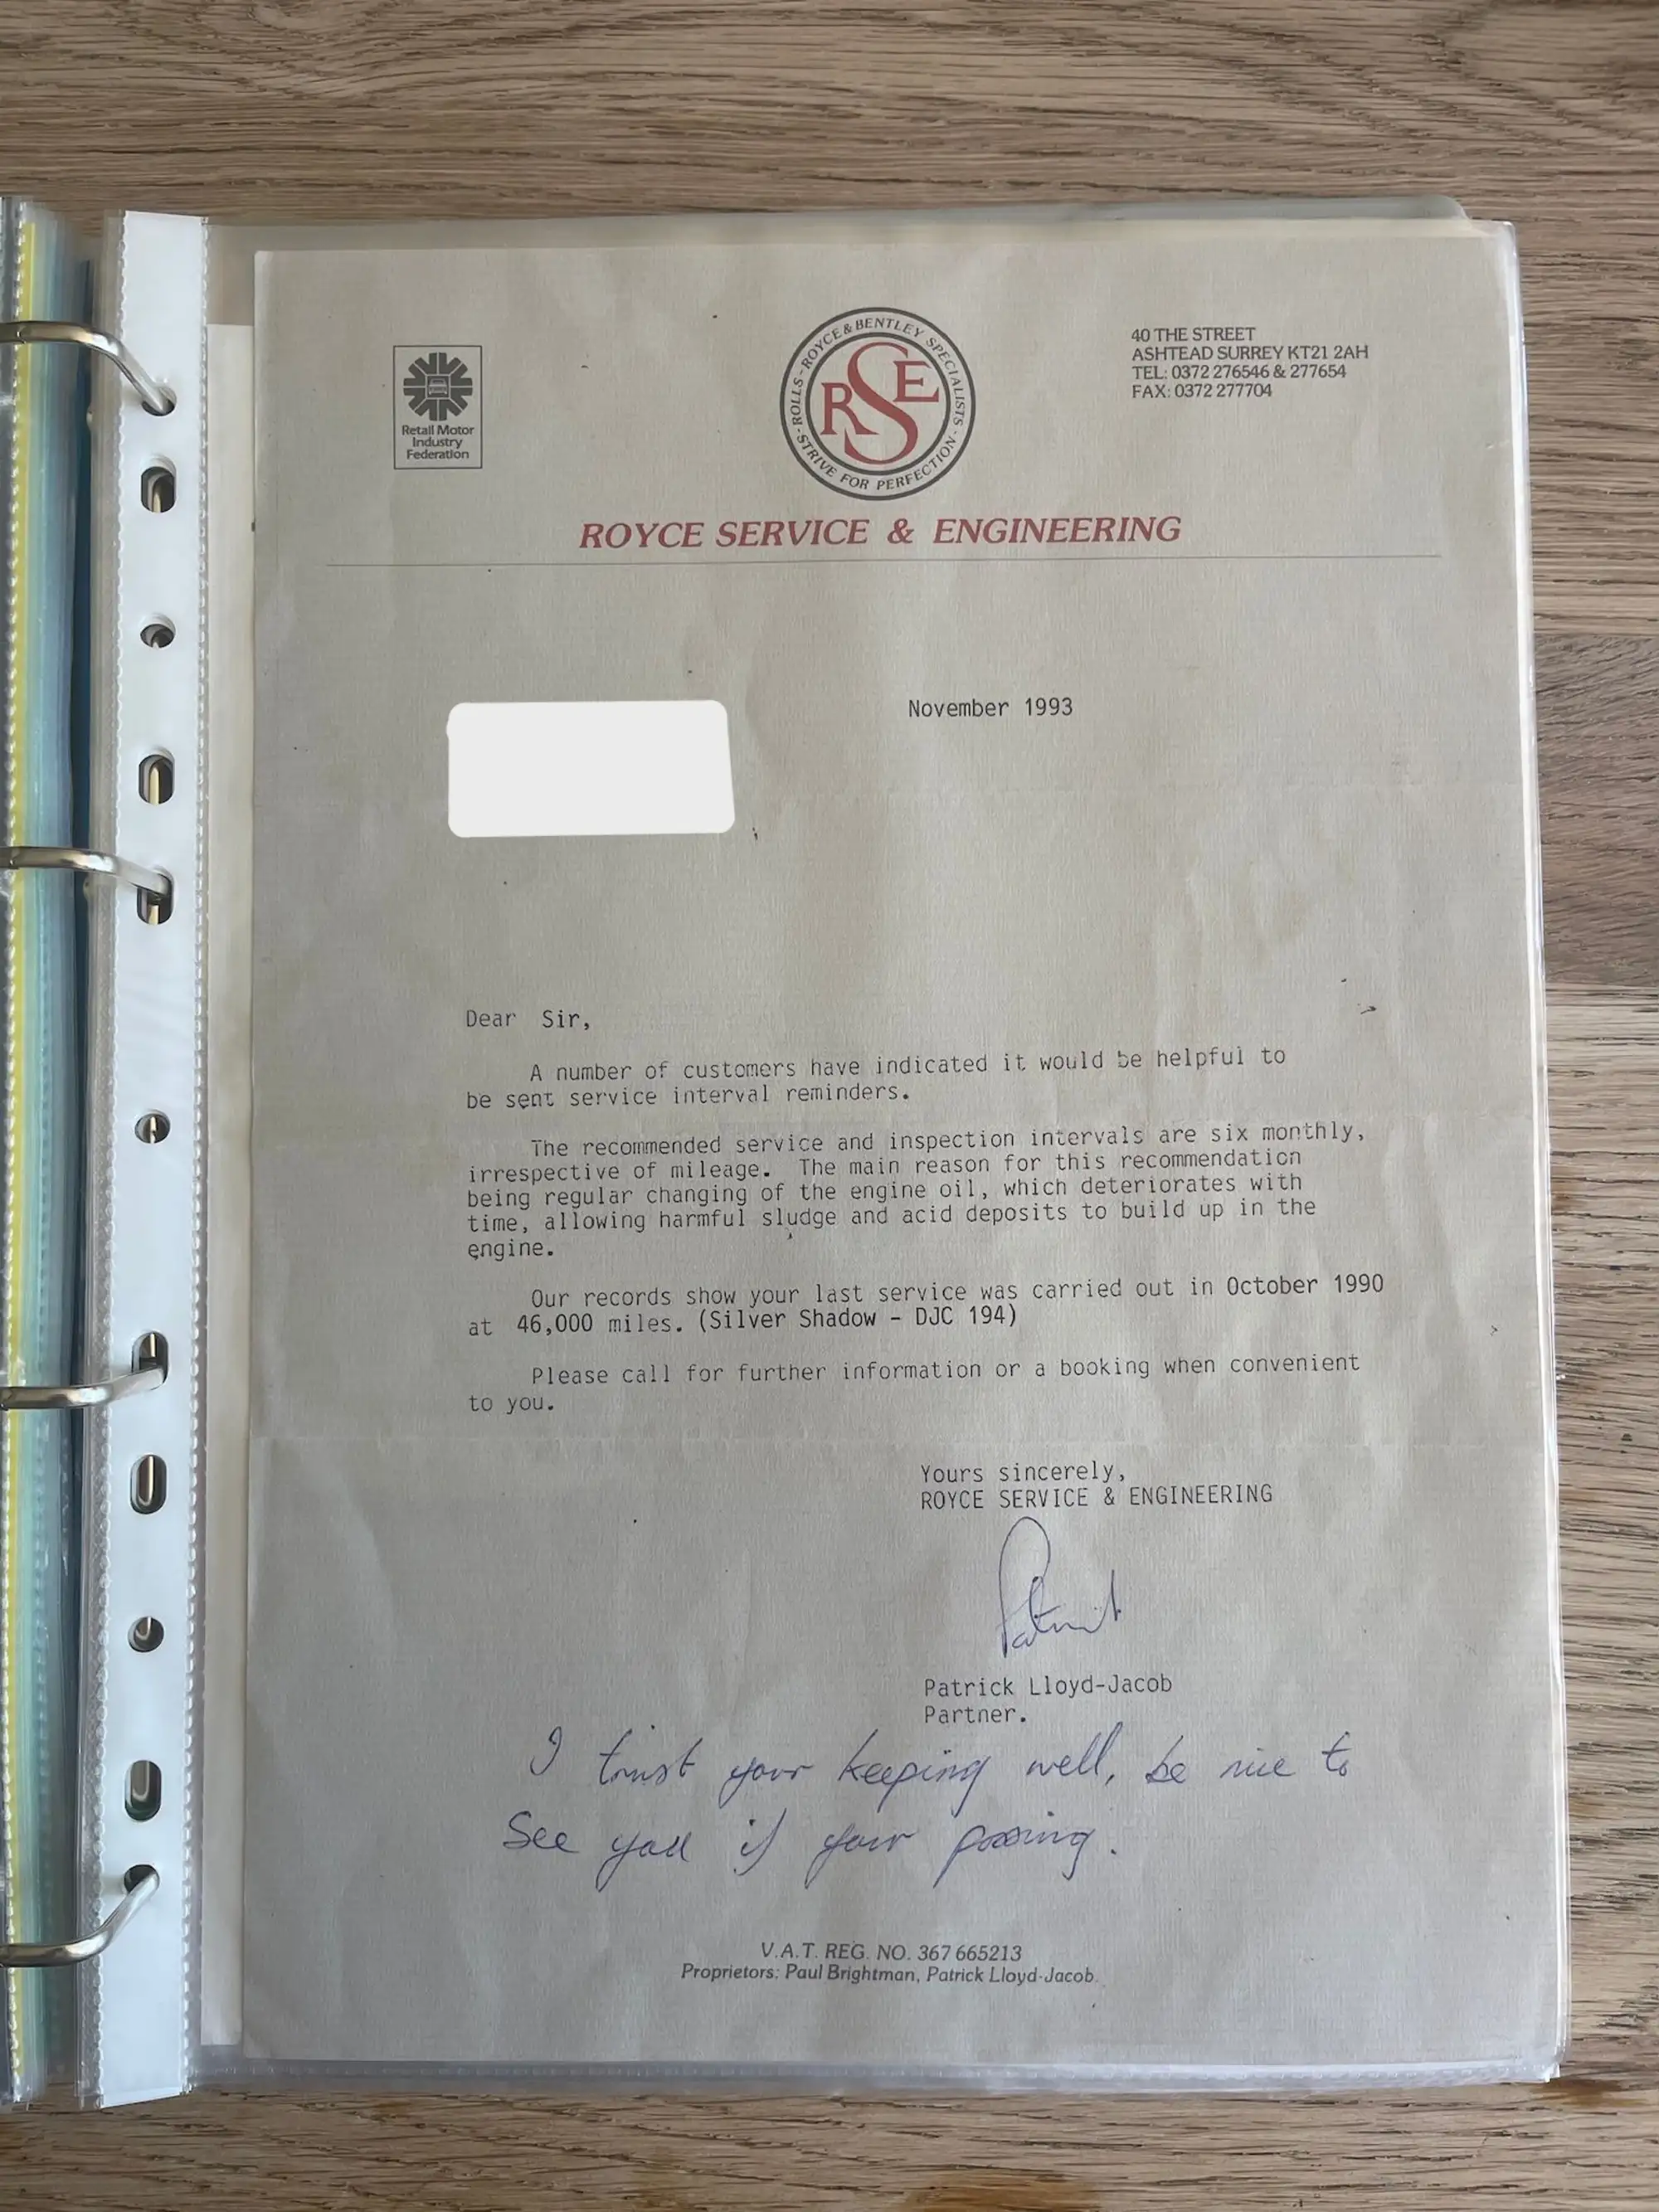 Retail Motor
Industry
Federation
ROLLS-ROYCE & BENTLEY SPECIALISTS
STRIVE FOR PERFECTION
RSE
40 THE STREET
ASHTEAD SURREY KT21 2AH
TEL: 0372 276546 & 277654
FAX: 0372 277704
ROYCE SERVICE & ENGINEERING
November 1993
Dear Sir,
A number of customers have indicated it would be helpful to
be sent service interval reminders.
The recommended service and inspection intervals are six monthly,
irrespective of mileage. The main reason for this recommendation
being regular changing of the engine oil, which deteriorates with
time, allowing harmful sludge and acid deposits to build up in the
engine.
Our records show your last service was carried out in October 1990
at 46,000 miles. (Silver Shadow - DJC 194)
Please call for further information or a booking when convenient
to you.
Yours sincerely,
ROYCE SERVICE & ENGINEERING
Patrick
Patrick Lloyd-Jacob
Partner.
I trust your keeping well, be nice to
See you if your passing.
V.A.T. REG. NO. 367 665213
Proprietors: Paul Brightman, Patrick Lloyd-Jacob.